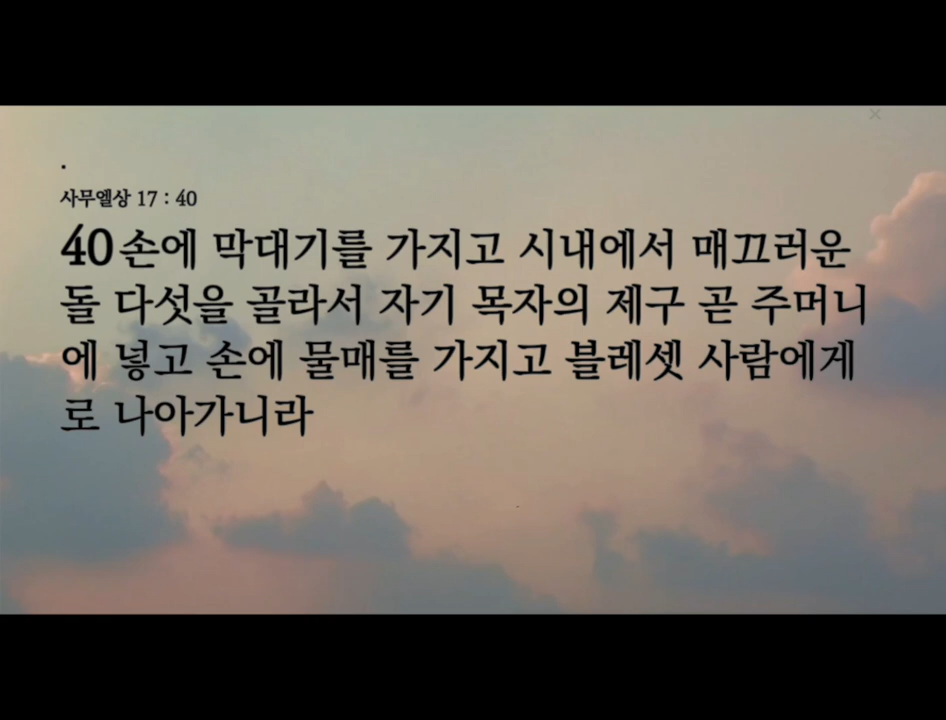 사무엘상 17 : 40
40 손에 막대기를 가지고 시내에서 매끄러운
돌 다섯을 골라서 자기 목자의 제구 곧 주머니
에 넣고 손에 물매를 가지고 블레셋 사람에게
로 나아가니라